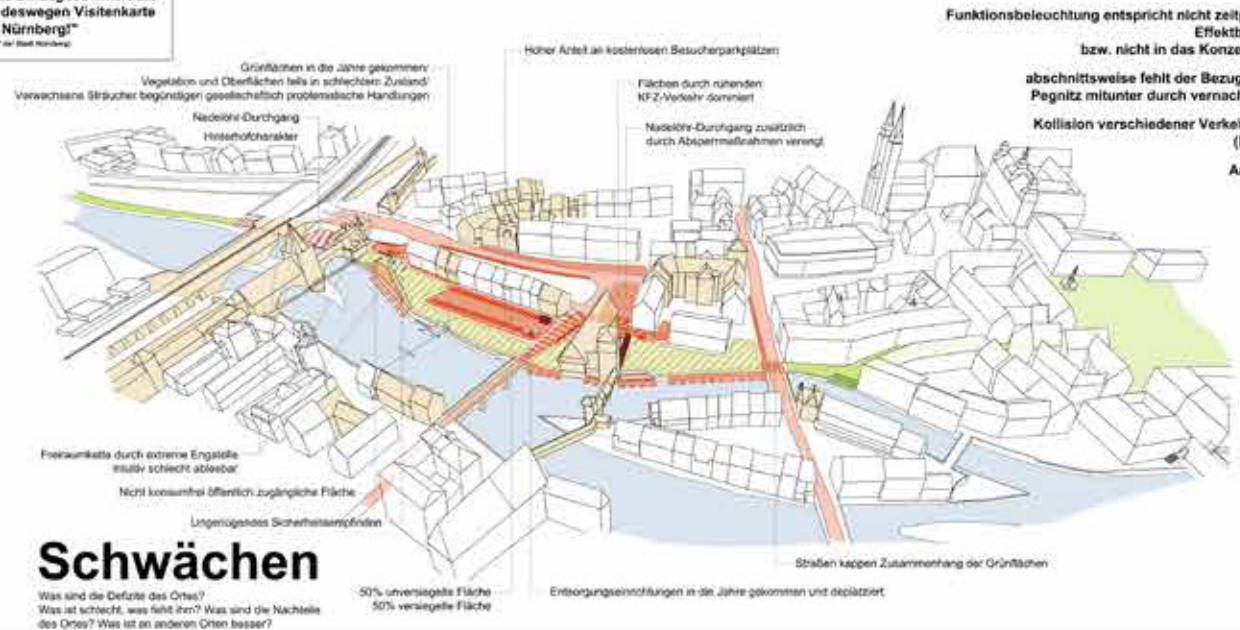 deswegen Visitenkarte
Nürnberg!"
Funktionsbeleuchtung entspricht nicht zeit
bzw. nicht in das Konze
abschnittsweise fehlt der Bezug
Pegnitz mitunter durch vernach
Kollision verschiedener Verke
Hoher Anteil an kostenlosen Besucherparkplätzen
Grünflächen in die Jahre gekommen/
Vegetation und Oberflächen teils in schlechtem Zustand/
Verwachsene Sträucher begünstigen gesellschaftlich problematische Handlungen
Flächen durch ruhenden
KFZ-Verkehr dominiert
Nadelöhr-Durchgang
Hinterhofcharakter
Nadelöhr-Durchgang zusätzlich
durch Absperrmaßnahmen verengt
Freiraumkette durch extreme Engstelle
intuitiv schlecht ablesbar
Nicht konsumfrei öffentlich zugängliche Fläche
Ungenügendes Sicherheitsempfinden
Schwächen
Was sind die Defizite des Ortes?
Was ist schlecht, was fehlt ihm? Was sind die Nachteile
des Ortes? Was ist an anderen Orten besser?
50% unversiegelte Fläche
50% versiegelte Fläche
Entsorgungseinrichtungen in die Jahre gekommen und deplatziert
Straßen kappen Zusammenhang der Grünflächen